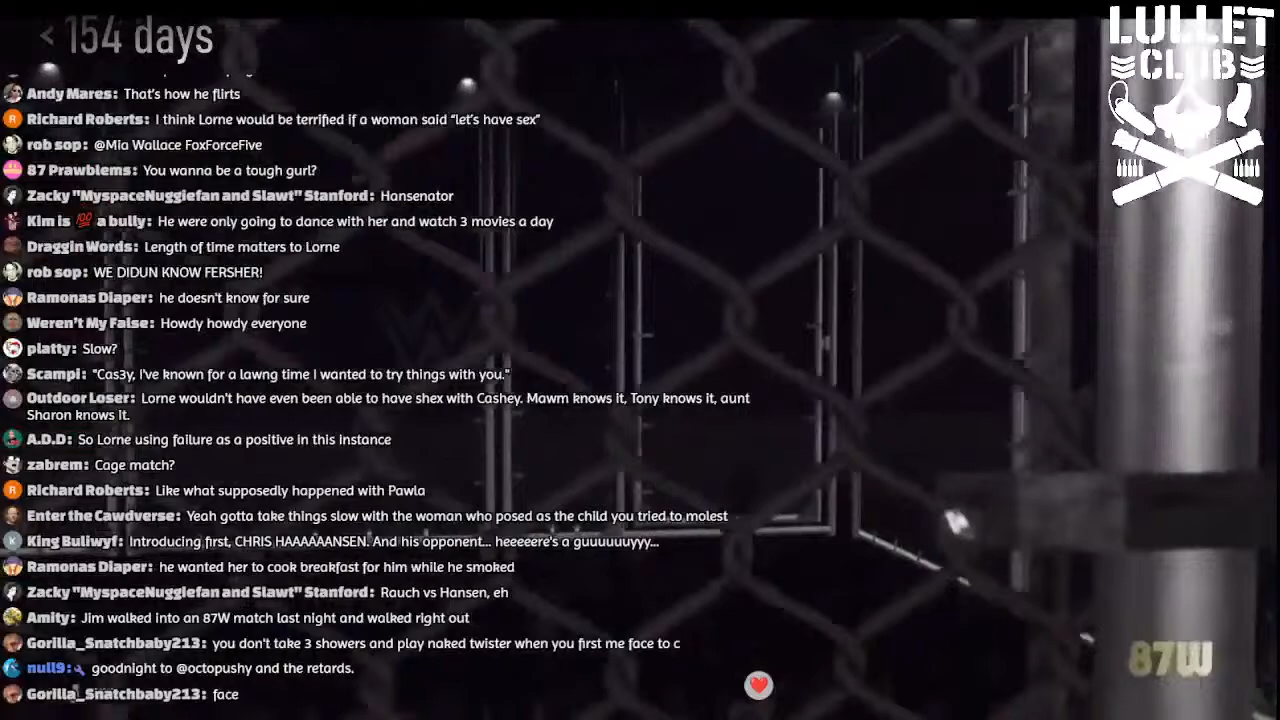 < 154 days
LULLET
CLUB
Andy Mares: That's how he flirts
Richard Roberts: I think Lorne would be terrified if a woman said “let's have sex”
rob sop: @Mia Wallace FoxForceFive
87 Prawblems: You wanna be a tough gurl?
Zacky "MyspaceNuggiefan and Slawt" Stanford: Hansenator
Kim is 💯 a bully: He were only going to dance with her and watch 3 movies a day
Draggin Words: Length of time matters to Lorne
rob sop: WE DIDUN KNOW FERSHER!
Ramonas Diaper: he doesn't know for sure
Weren't My False: Howdy howdy everyone
platty: Slow?
Scampi: "Cas3y, I've known for a lawng time I wanted to try things with you."
Outdoor Loser: Lorne wouldn't have even been able to have shex with Cashey. Mawm knows it, Tony knows it, aunt
Sharon knows it.
A.D.D: So Lorne using failure as a positive in this instance
zabrem: Cage match?
Richard Roberts: Like what supposedly happened with Pawla
Enter the Cawdverse: Yeah gotta take things slow with the woman who posed as the child you tried to molest
King Buliwyf: Introducing first, CHRIS HAAAAAANSEN. And his opponent... heeeeere's a guuuuuuyyy...
Ramonas Diaper: he wanted her to cook breakfast for him while he smoked
Zacky "MyspaceNuggiefan and Slawt" Stanford: Rauch vs Hansen, eh
Amity: Jim walked into an 87W match last night and walked right out
Gorilla_Snatchbaby213: you don't take 3 showers and play naked twister when you first me face to c
null9: goodnight to @octopushy and the retards.
Gorilla_Snatchbaby213: face
87W